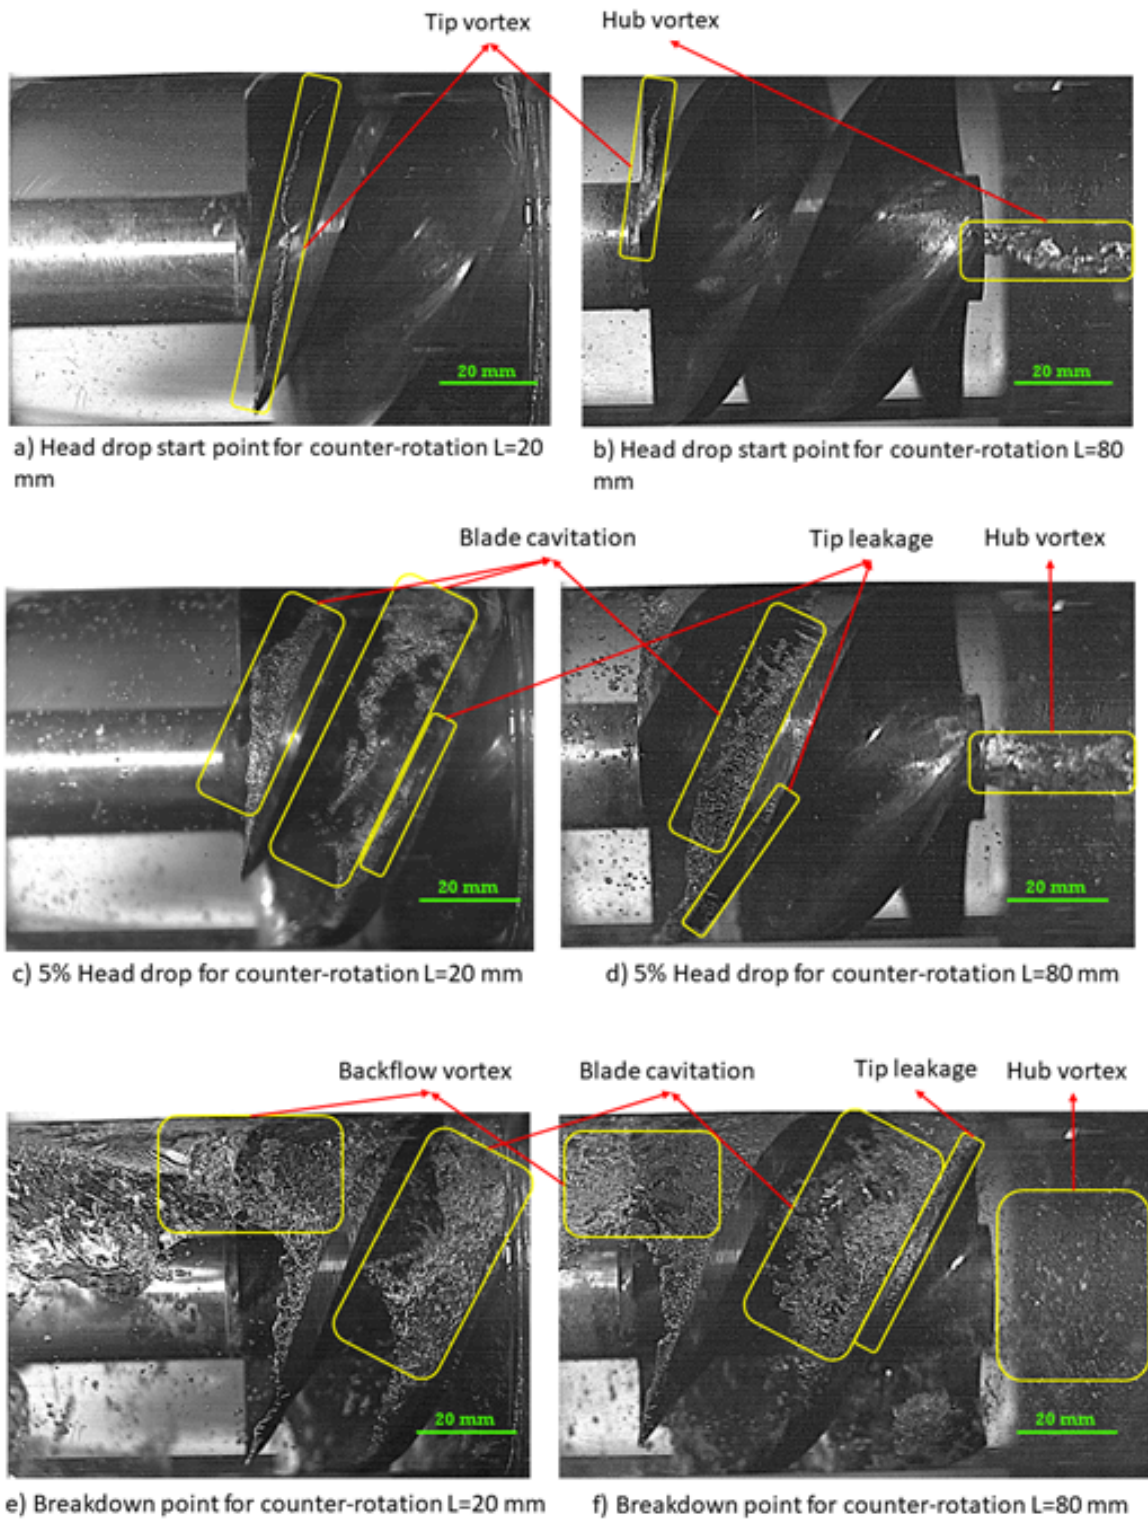 Tip vortex
Hub vortex
20 mm
20 mm
a) Head drop start point for counter-rotation L=20
mm
b) Head drop start point for counter-rotation L=80
mm
Blade cavitation
Tip leakage
Hub vortex
20 mm
20 mm
c) 5% Head drop for counter-rotation L=20 mm
d) 5% Head drop for counter-rotation L=80 mm
Backflow vortex
Blade cavitation
Tip leakage
Hub vortex
20 mm
20 mm
e) Breakdown point for counter-rotation L=20 mm
f) Breakdown point for counter-rotation L=80 mm